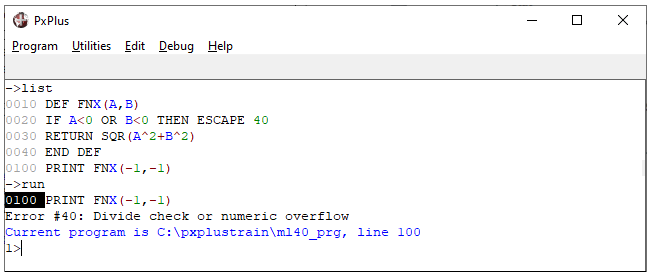 PxPlus
Program Utilities Edit Debug Help
->list
0010 DEF FNX(A,B)
0020 IF A<0 OR B<0 THEN ESCAPE 40
0030 RETURN SQR(A^2+B^2)
0040 END DEF
0100 PRINT FNX(-1,-1)
->run
0100 PRINT FNX(-1,-1)
Error #40: Divide check or numeric overflow
Current program is C:\pxplustrain\ml40_prg, line 100
1>